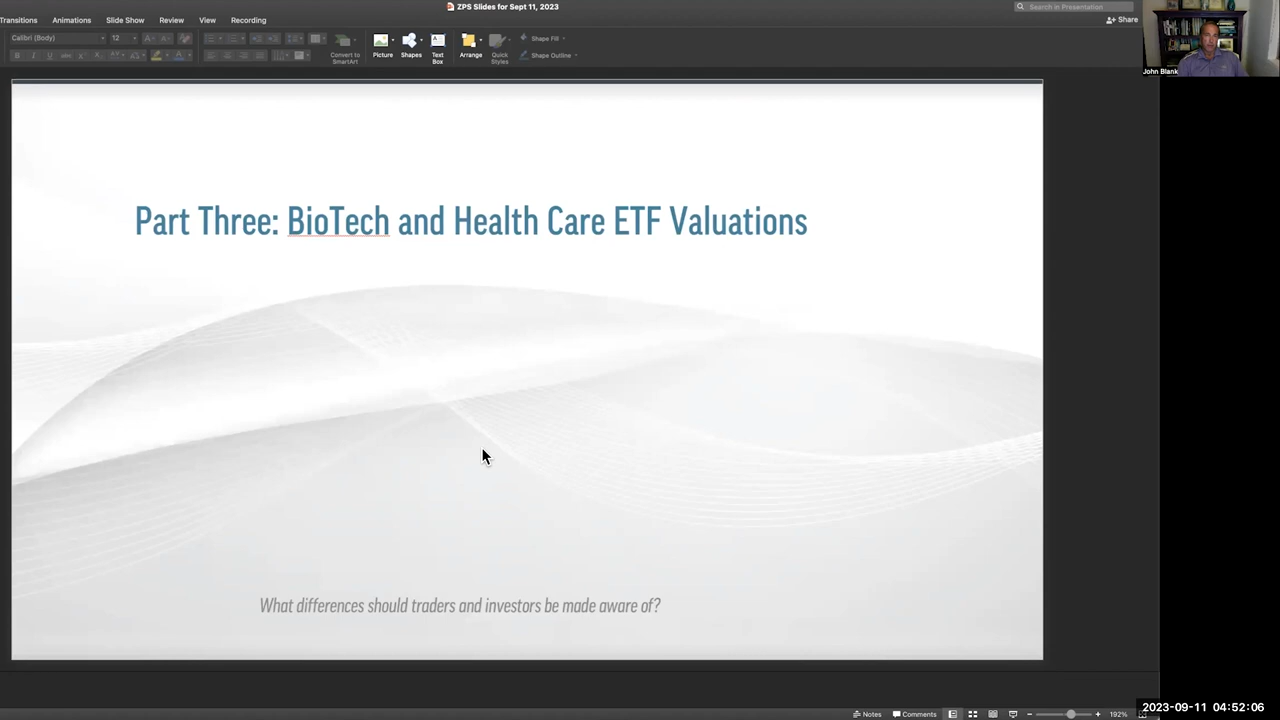 ZPS Slides for Sept 11, 2023
Search in Presentation
Transitions Animations Slide Show Review View Recording
Share
Calibri (Body) 12
Convert to SmartArt
Picture
Shapes
Text Box
Arrange
Quick Styles
Shape Fill
Shape Outline
John Blank
Part Three: BioTech and Health Care ETF Valuations
What differences should traders and investors be made aware of?
Notes Comments 192%
2023-09-11 04:52:06